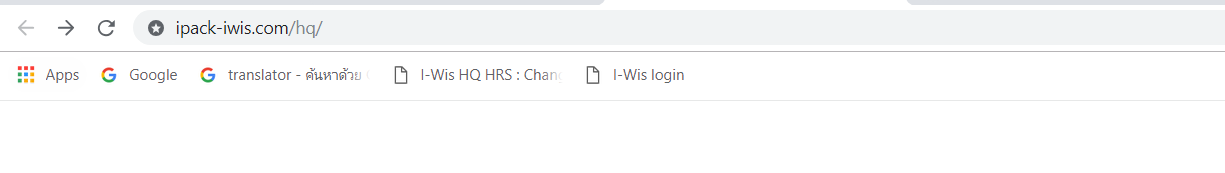 ipack-iwis.com/hq/
Apps Google translator - ค้นหาด้วย I-Wis HQ HRS : Chan I-Wis login